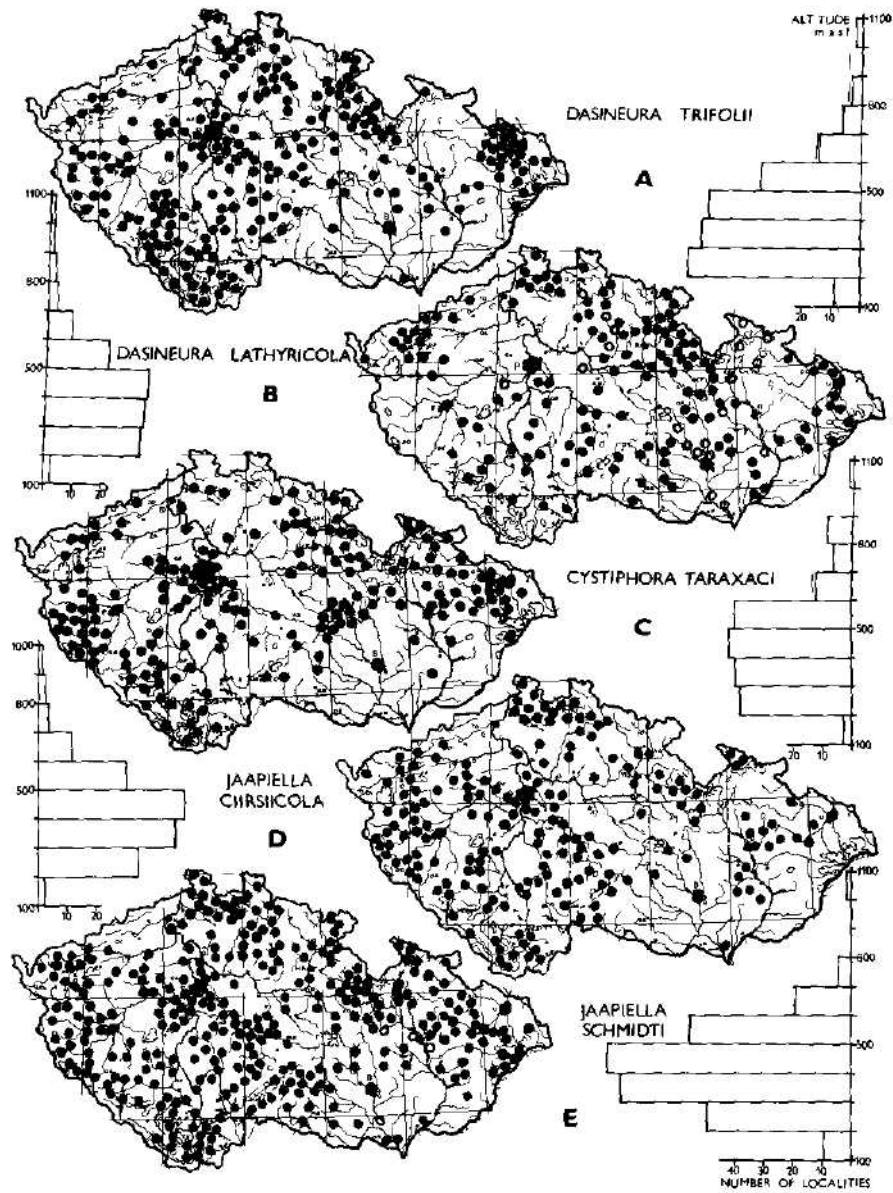 ALTITUDE
m a s l
1100
800
500
100
20 10
DASINEURA TRIFOLII
A
1100
800
500
100
10 20
DASINEURA LATHYRICOLA
B
1100
800
500
100
20 10
CYSTIPHORA TARAXACI
C
1000
800
500
100
10 20
JAAPIELLA
CIRSIICOLA
D
1100
800
500
100
40 30 20 10
NUMBER OF LOCALITIES
JAAPIELLA
SCHMIDTI
E